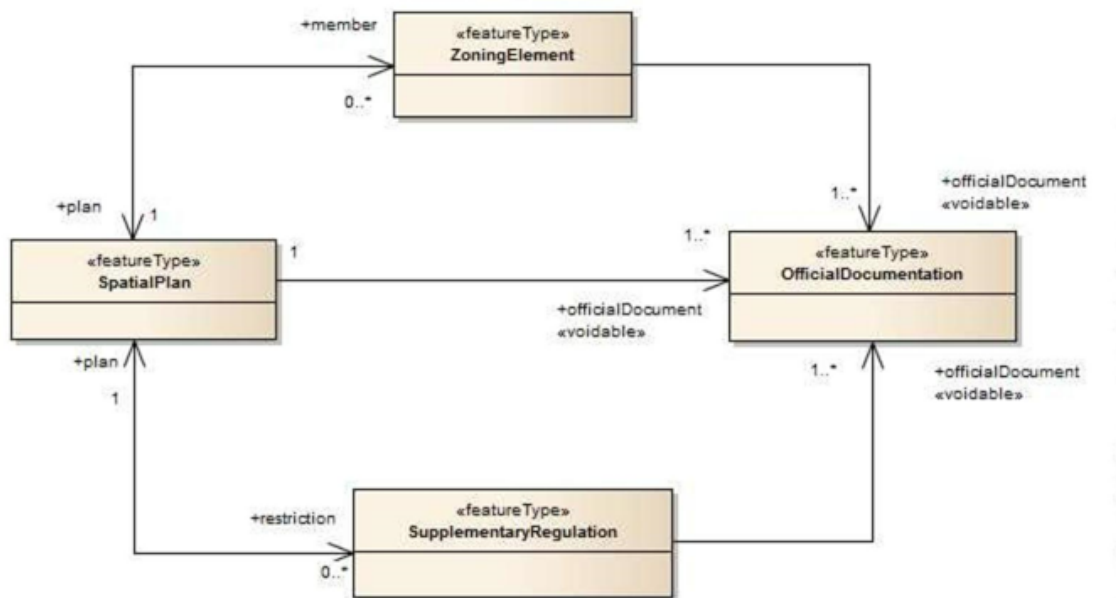 +member
«featureType»
ZoningElement
0..*
+officialDocument
«voidable»
1..*
+plan
1
«featureType»
SpatialPlan
1
1..*
«featureType»
OfficialDocumentation
+officialDocument
«voidable»
+plan
1
1..*
+officialDocument
«voidable»
+restriction
«featureType»
SupplementaryRegulation
0..*